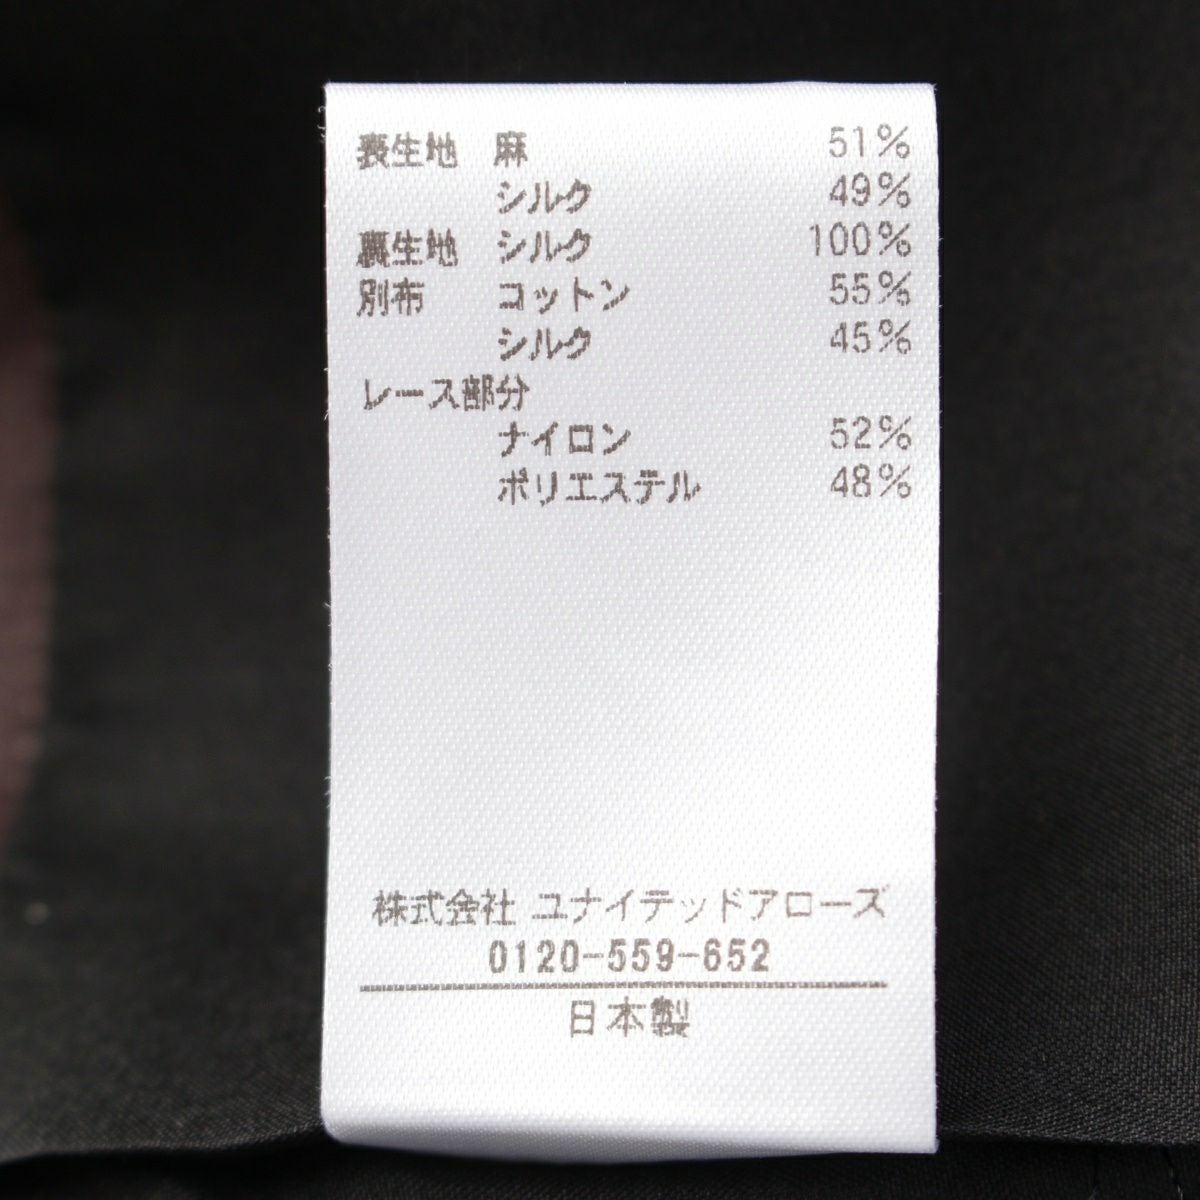 表生地 麻 51%
シルク 49%
裏生地 シルク 100%
別布 コットン 55%
シルク 45%
レース部分
ナイロン 52%
ポリエステル 48%
株式会社 ユナイテッドアローズ
0120-559-652
日本製